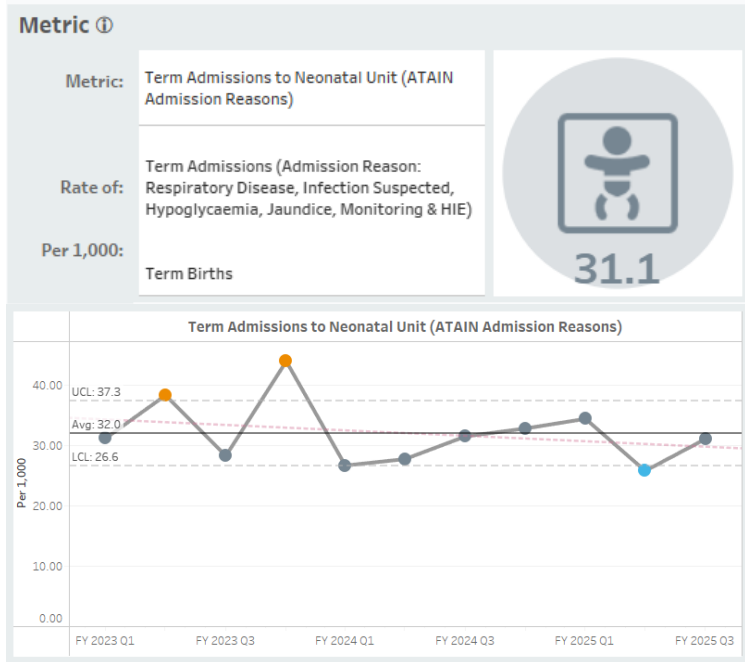 Metric ⓘ
Metric:
Term Admissions to Neonatal Unit (ATAIN
Admission Reasons)
Rate of:
Term Admissions (Admission Reason:
Respiratory Disease, Infection Suspected,
Hypoglycaemia, Jaundice, Monitoring & HIE)
Per 1,000:
Term Births
31.1
Term Admissions to Neonatal Unit (ATAIN Admission Reasons)
Per 1,000
40.00
30.00
20.00
10.00
0.00
UCL: 37.3
Avg: 32.0
LCL: 26.6
FY 2023 Q1
FY 2023 Q3
FY 2024 Q1
FY 2024 Q3
FY 2025 Q1
FY 2025 Q3